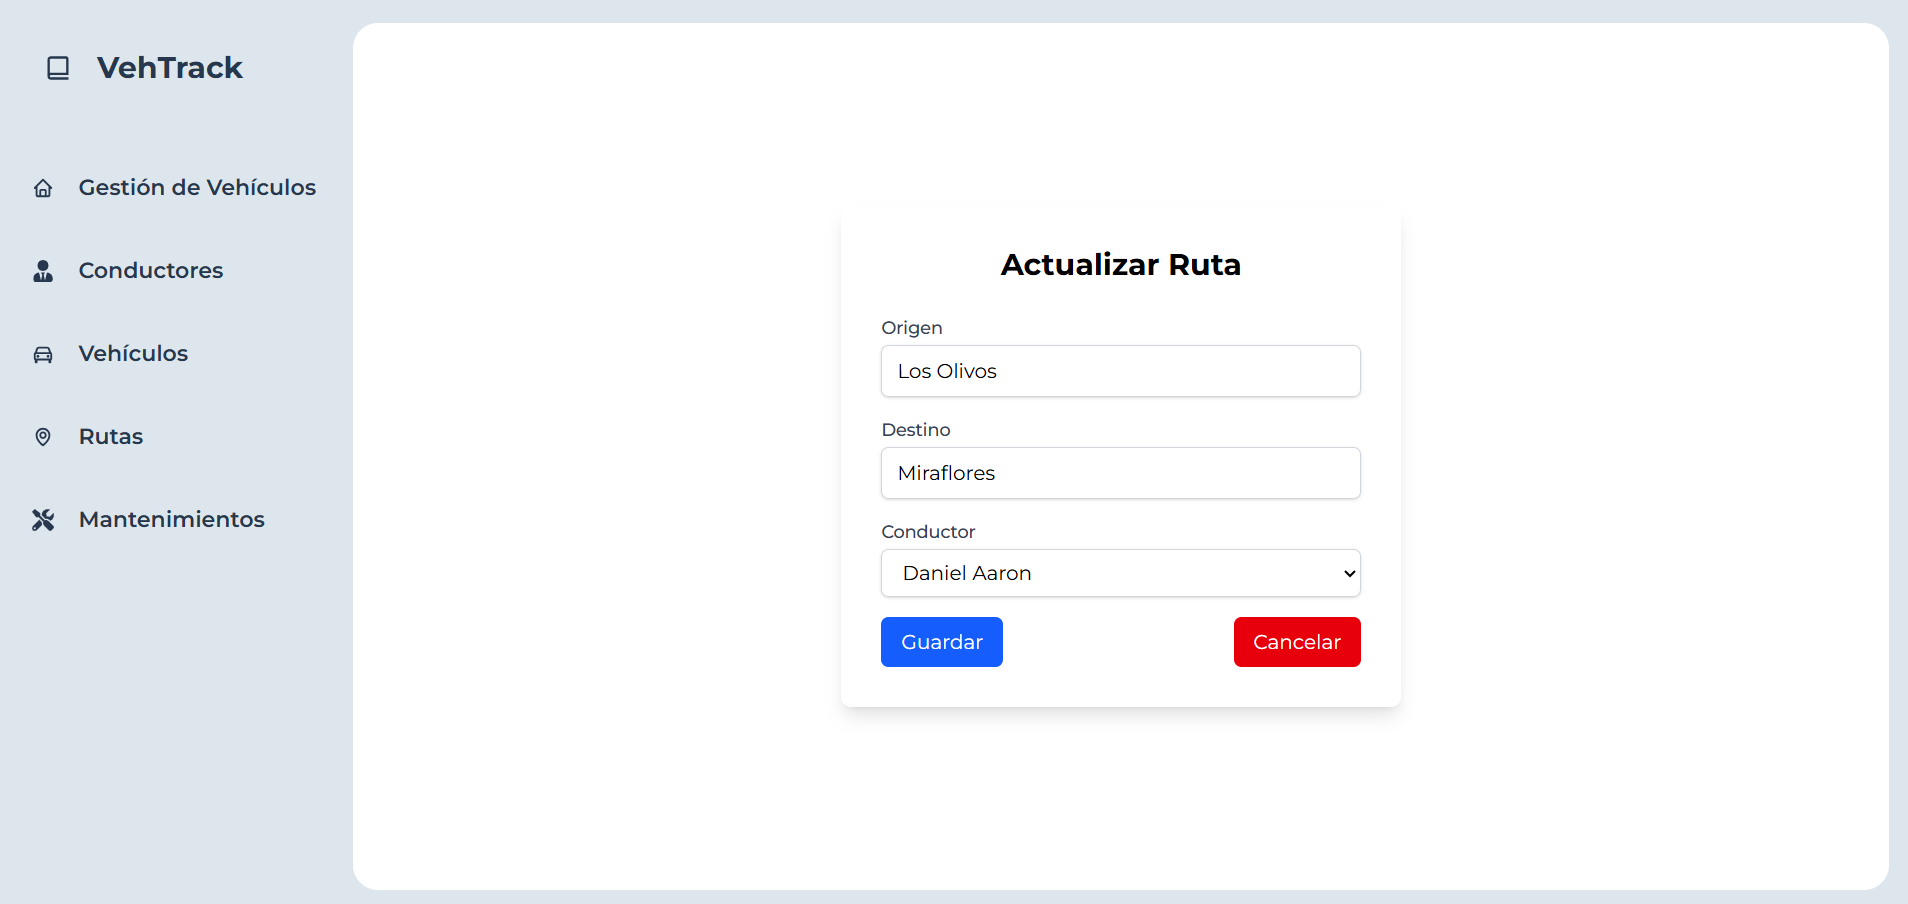 VehTrack
Gestión de Vehículos
Conductores
Vehículos
Rutas
Mantenimientos
Actualizar Ruta
Origen
Los Olivos
Destino
Miraflores
Conductor
Daniel Aaron
Guardar
Cancelar